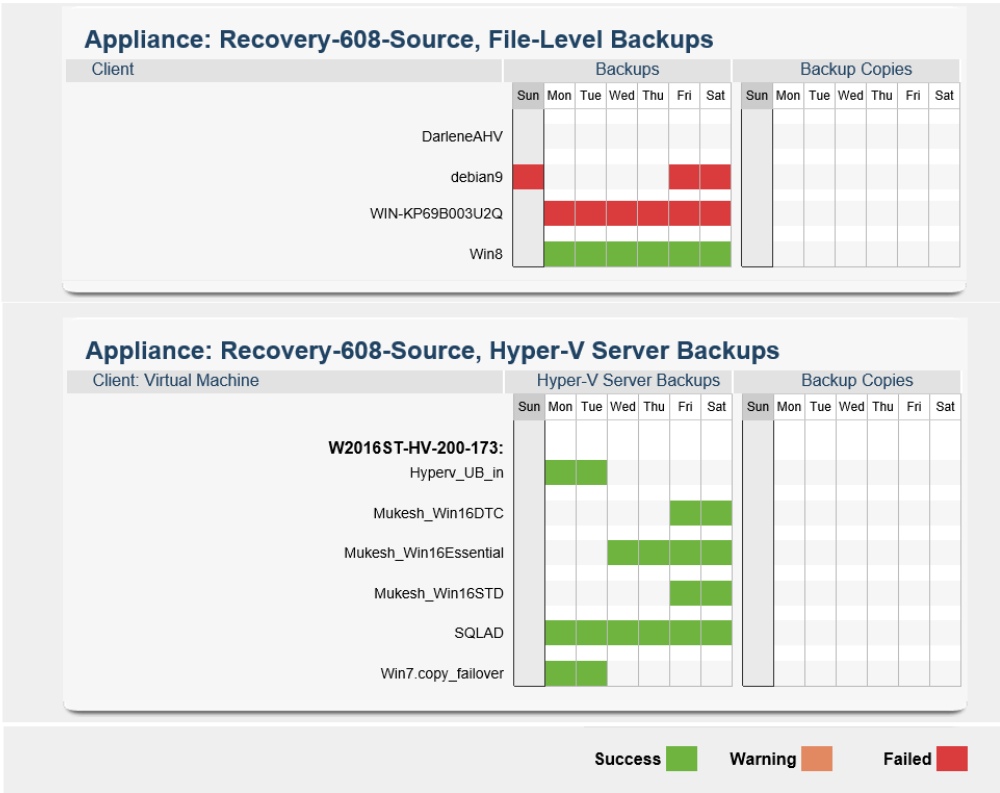 Appliance: Recovery-608-Source, File-Level Backups
Client Backups Backup Copies
Sun Mon Tue Wed Thu Fri Sat Sun Mon Tue Wed Thu Fri Sat
DarleneAHV
debian9
WIN-KP69B003U2Q
Win8
Appliance: Recovery-608-Source, Hyper-V Server Backups
Client: Virtual Machine Hyper-V Server Backups Backup Copies
Sun Mon Tue Wed Thu Fri Sat Sun Mon Tue Wed Thu Fri Sat
W2016ST-HV-200-173:
Hyperv_UB_in
Mukesh_Win16DTC
Mukesh_Win16Essential
Mukesh_Win16STD
SQLAD
Win7.copy_failover
Success Warning Failed